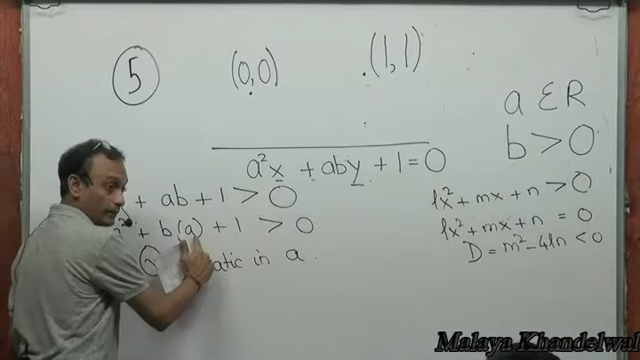 5
(0,0)
(1,1)
a ∈ R
b > 0
a²x + aby + 1 = 0
+ ab + 1 > 0
+ b(a) + 1 > 0
in a.
lx² + mx + n > 0
lx² + mx + n = 0
D = m² - 4ln < 0
Malaya Khandelwal